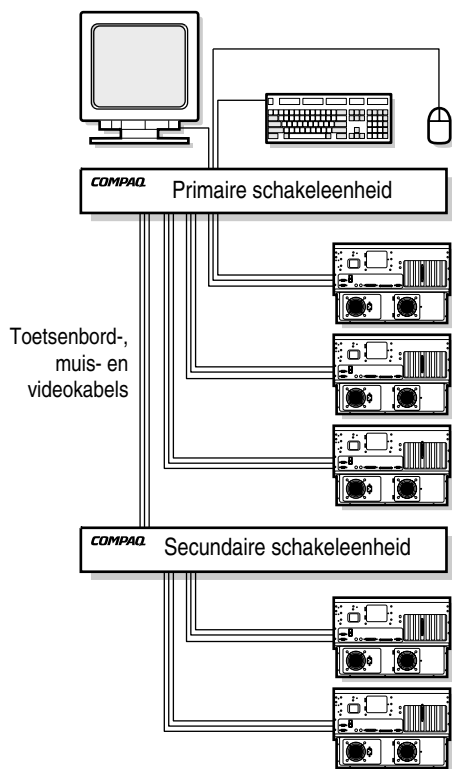 COMPAQ Primaire schakeleenheid
Toetsenbord-,
muis- en
videokabels
COMPAQ Secundaire schakeleenheid